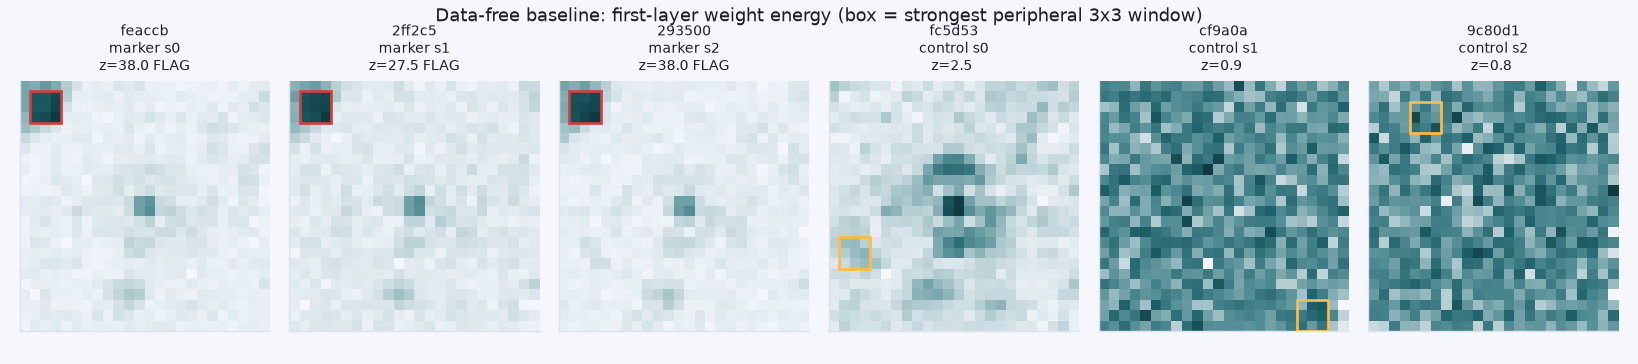 Data-free baseline: first-layer weight energy (box = strongest peripheral 3x3 window)
feaccb
marker s0
z=38.0 FLAG
2ff2c5
marker s1
z=27.5 FLAG
293500
marker s2
z=38.0 FLAG
fc5d53
control s0
z=2.5
cf9a0a
control s1
z=0.9
9c80d1
control s2
z=0.8